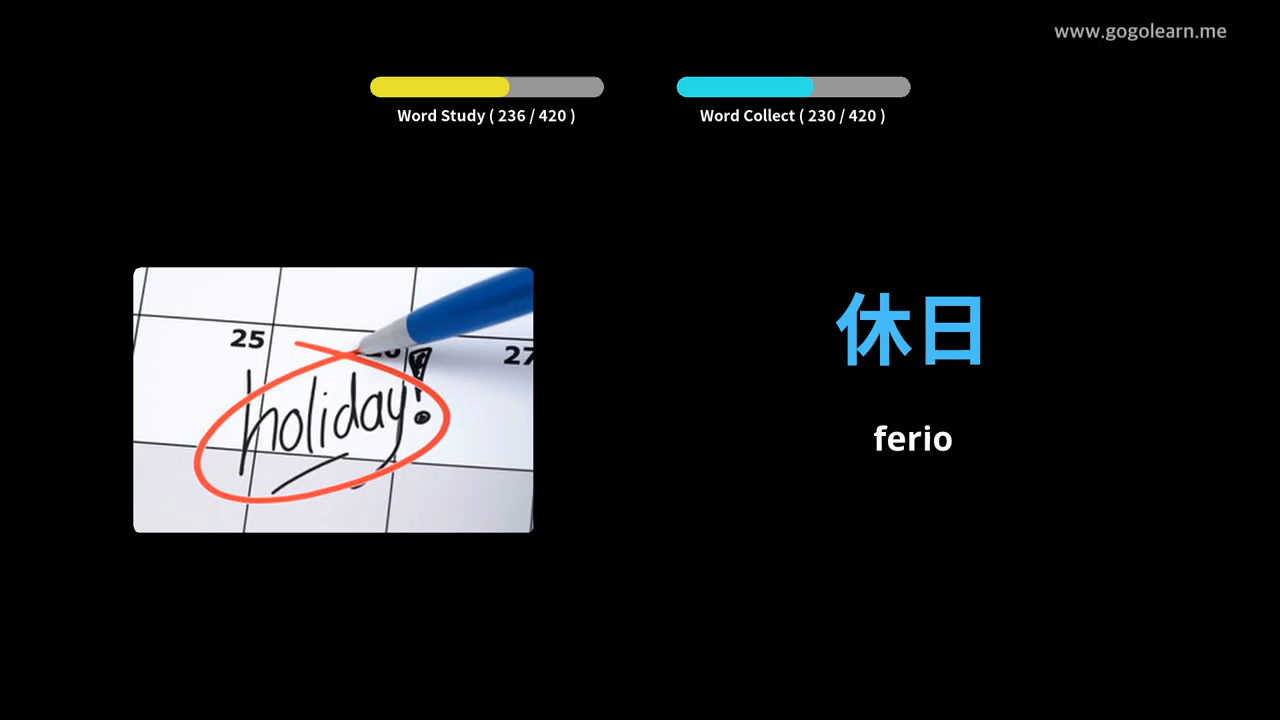 www.gogolearn.me
Word Study ( 236 / 420 )
Word Collect ( 230 / 420 )
25
27
holiday!
休日
ferio